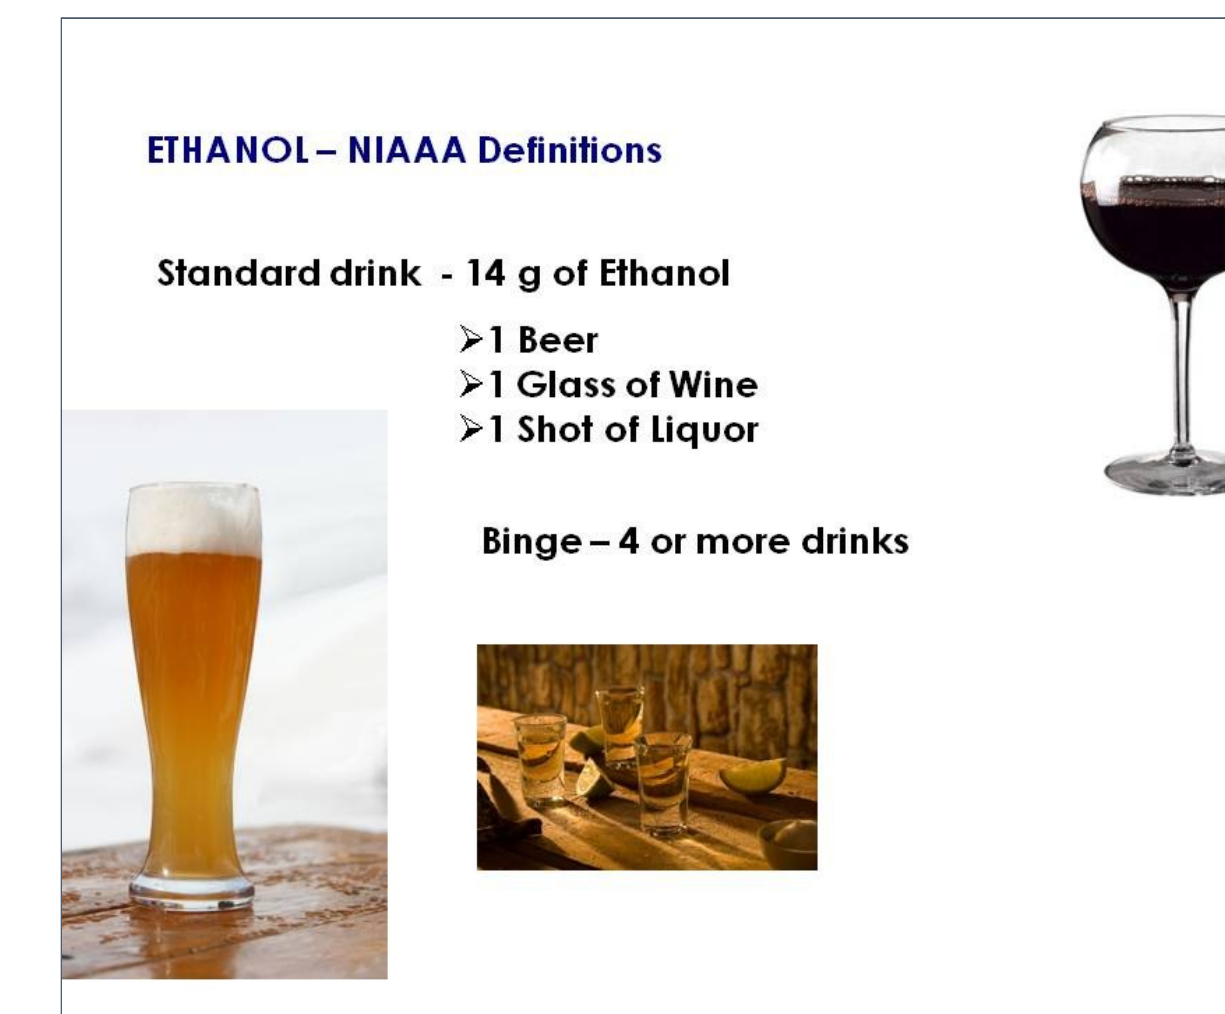 ETHANOL – NIAAA Definitions
Standard drink - 14 g of Ethanol
➢1 Beer
➢1 Glass of Wine
➢1 Shot of Liquor
Binge – 4 or more drinks